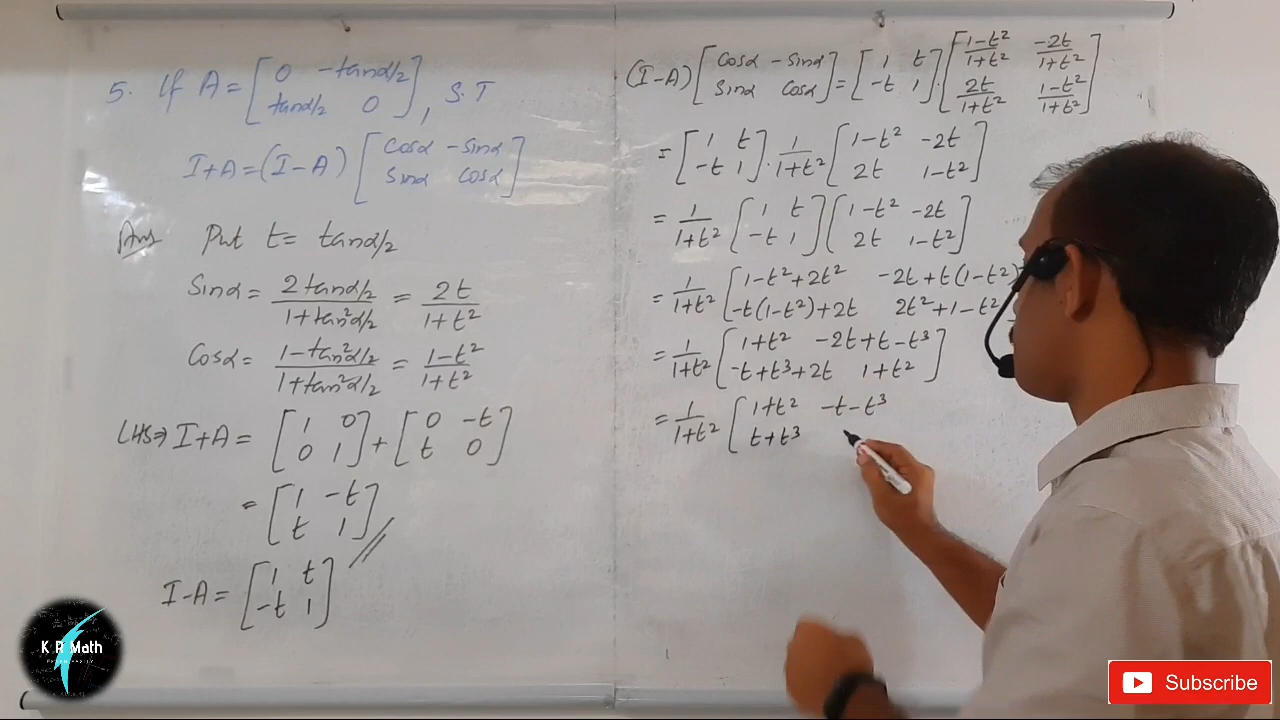 5. If A = [ 0 -tanα/2
tanα/2 0 ], S.T
I+A = (I-A) [ Cosα -Sinα
Sinα Cosα ]
Ans Put t = tanα/2
Sinα = 2tanα/2 / 1+tan²α/2 = 2t / 1+t²
Cosα = 1-tan²α/2 / 1+tan²α/2 = 1-t² / 1+t²
LHS⇒ I+A = [ 1 0
0 1 ] + [ 0 -t
t 0 ]
= [ 1 -t
t 1 ] //
I-A = [ 1 t
-t 1 ]
(I-A) [ Cosα -Sinα
Sinα Cosα ] = [ 1 t
-t 1 ] . [ 1-t²/1+t² -2t/1+t²
2t/1+t² 1-t²/1+t² ]
= [ 1 t
-t 1 ] . 1/1+t² [ 1-t² -2t
2t 1-t² ]
= 1/1+t² [ 1 t
-t 1 ] [ 1-t² -2t
2t 1-t² ]
= 1/1+t² [ 1-t²+2t² -2t+t(1-t²)
-t(1-t²)+2t 2t²+1-t² ]
= 1/1+t² [ 1+t² -2t+t-t³
-t+t³+2t 1+t² ]
= 1/1+t² [ 1+t² -t-t³
t+t³
K R Math
Subscribe